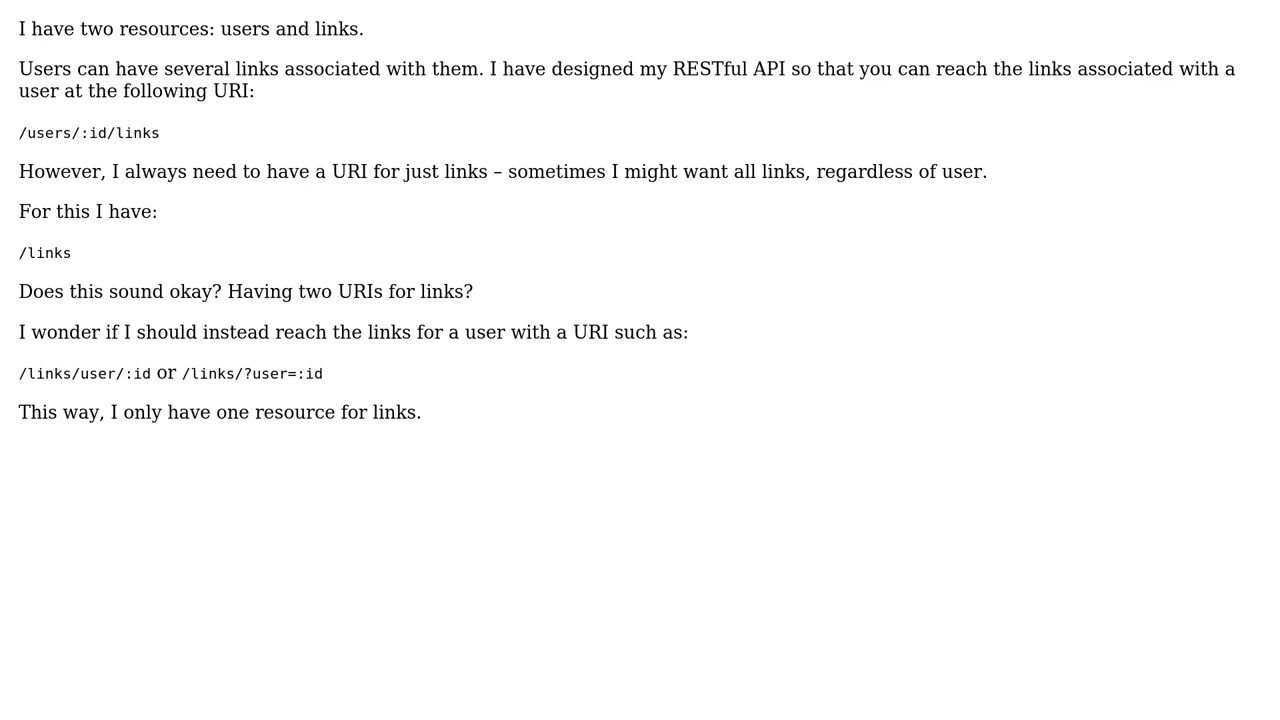 I have two resources: users and links.
Users can have several links associated with them. I have designed my RESTful API so that you can reach the links associated with a
user at the following URI:
/users/:id/links
However, I always need to have a URI for just links – sometimes I might want all links, regardless of user.
For this I have:
/links
Does this sound okay? Having two URIs for links?
I wonder if I should instead reach the links for a user with a URI such as:
/links/user/:id or /links/?user=:id
This way, I only have one resource for links.